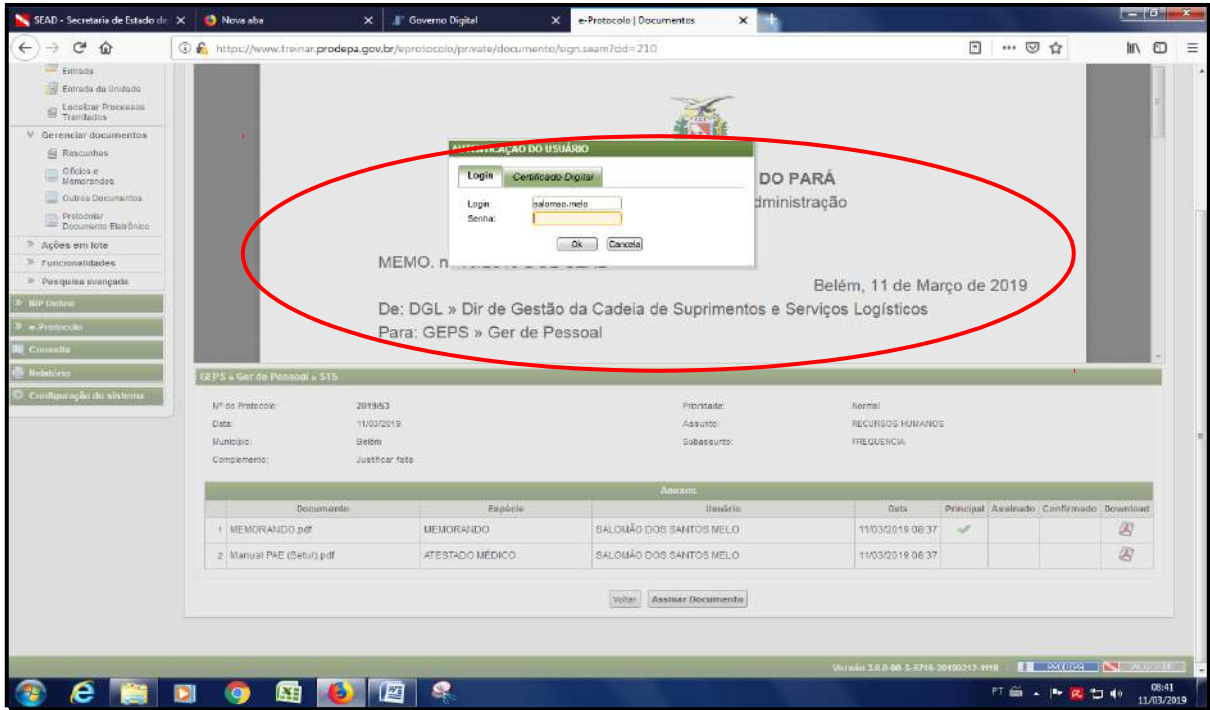 SEAD - Secretaria de Estado de
Nova aba
Governo Digital
e-Protocolo | Documentos
https://www.treinar.prodepa.gov.br/eprotocolo/private/documento/sign.seam?cid=210
Entrada
Entrada da Unidade
Localizar Processos
Tramitados
Gerenciar documentos
Rascunhos
Ofícios e
Memorandos
Outros Documentos
Protocolar
Documento Eletrônico
Ações em lote
Funcionalidades
Pesquisa avançada
e-Protocolo
Consulta
Relatório
Configuração do sistema
AUTENTICAÇÃO DO USUÁRIO
Login
Certificado Digital
Login:
salomao.melo
Senha:
Ok
Cancela
DO PARÁ
dministração
MEMO. n
Belém, 11 de Março de 2019
De: DGL » Dir de Gestão da Cadeia de Suprimentos e Serviços Logísticos
Para: GEPS » Ger de Pessoal
GEPS » Ger de Pessoal » STS
Nº do Protocolo: 2019/53 Prioridade: Normal
Data: 11/03/2019 Assunto: RECURSOS HUMANOS
Município: Belém Subassunto: FREQUENCIA
Complemento: Justificar falta
Anexos
Documento Espécie Usuário Data Principal Assinado Confirmado Download
1 MEMORANDO.pdf MEMORANDO SALOMÃO DOS SANTOS MELO 11/03/2019 08:37
2 Manual PAE (Setur).pdf ATESTADO MÉDICO SALOMÃO DOS SANTOS MELO 11/03/2019 08:37
Voltar
Assinar Documento
PRODEPA
PT
08:41
11/03/2019